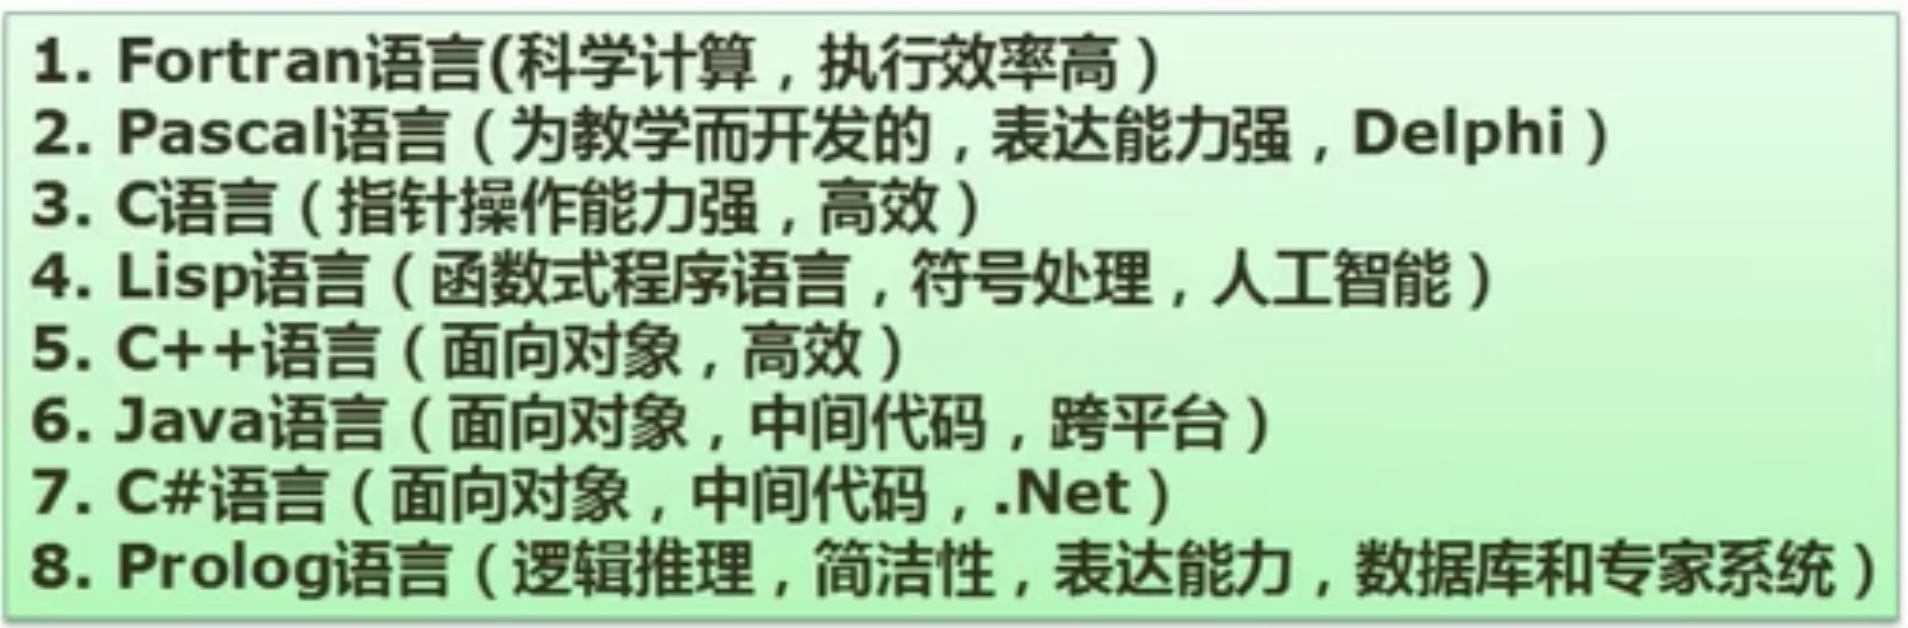 1. Fortran语言(科学计算，执行效率高）
2. Pascal语言（为教学而开发的，表达能力强，Delphi）
3. C语言（指针操作能力强，高效）
4. Lisp语言（函数式程序语言，符号处理，人工智能）
5. C++语言（面向对象，高效）
6. Java语言（面向对象，中间代码，跨平台）
7. C#语言（面向对象，中间代码，.Net）
8. Prolog语言（逻辑推理，简洁性，表达能力，数据库和专家系统）